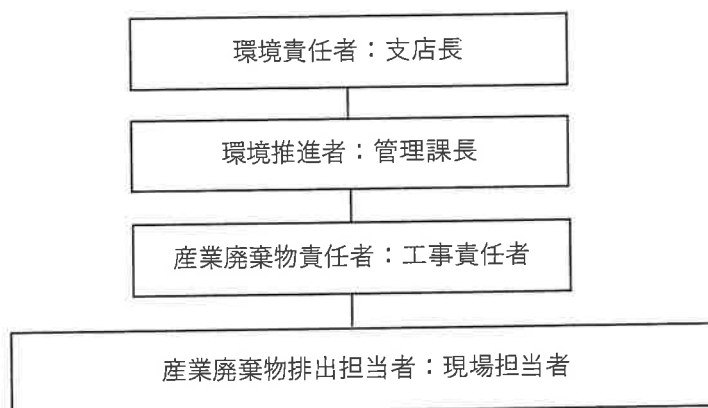 環境責任者：支店長
環境推進者：管理課長
産業廃棄物責任者：工事責任者
産業廃棄物排出担当者：現場担当者